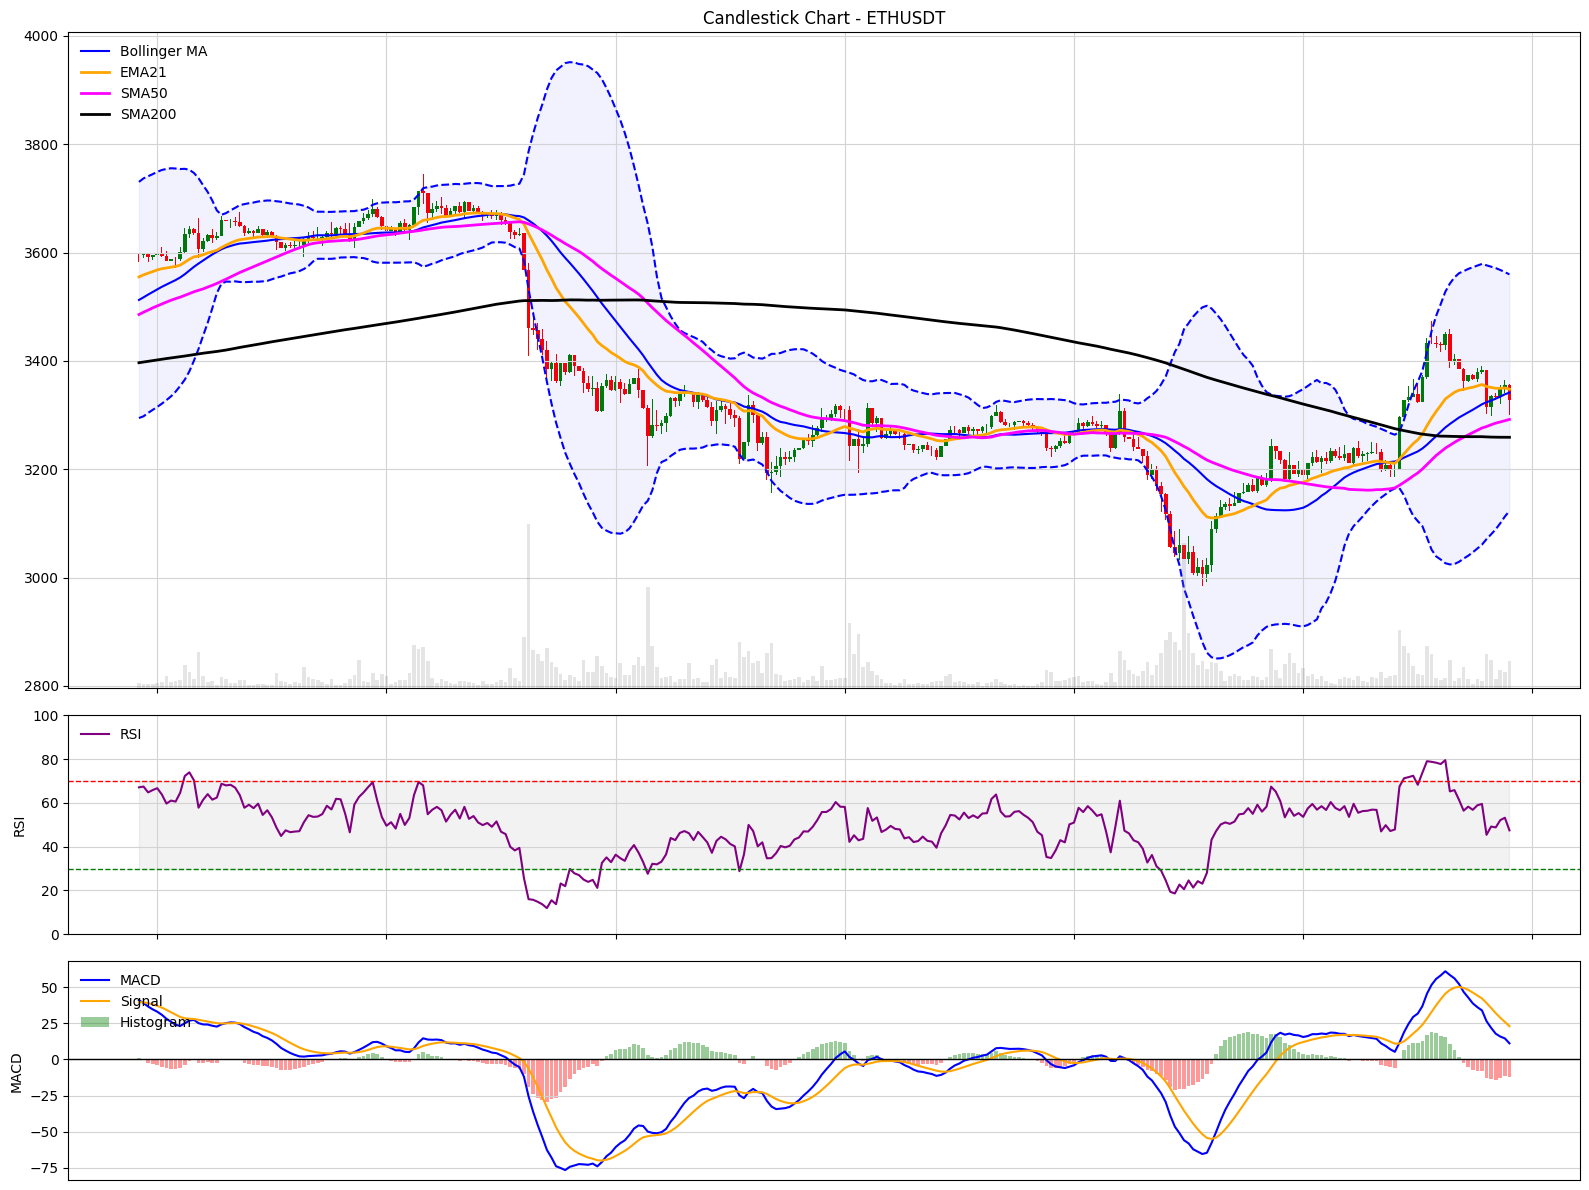 Candlestick Chart - ETHUSDT
4000
3800
3600
3400
3200
3000
2800
Bollinger MA
EMA21
SMA50
SMA200
100
80
60
40
20
0
RSI
RSI
50
25
0
−25
−50
−75
MACD
MACD
Signal
Histogram